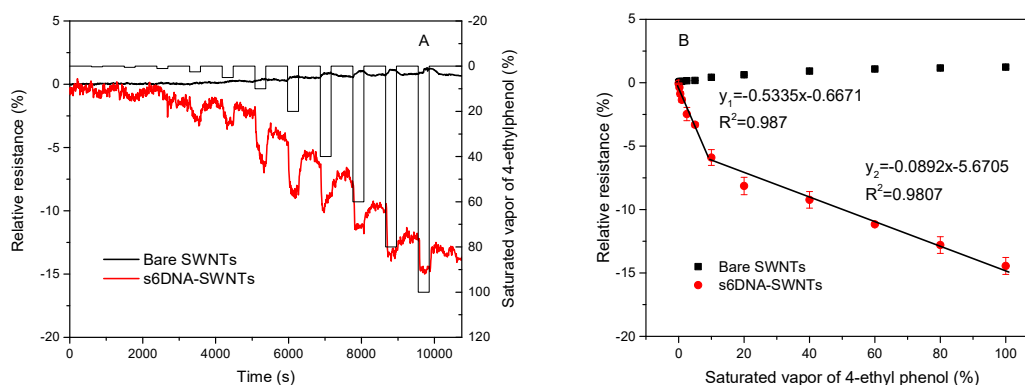 A
5
0
-5
-10
-15
-20
Relative resistance (%)
0
2000
4000
6000
8000
10000
Time (s)
-20
0
20
40
60
80
100
120
Saturated vapor of 4-ethylphenol (%)
Bare SWNTs
s6DNA-SWNTs
B
5
0
-5
-10
-15
-20
Relative resistance (%)
y1=-0.5335x-0.6671
R2=0.987
y2=-0.0892x-5.6705
R2=0.9807
Bare SWNTs
s6DNA-SWNTs
0
20
40
60
80
100
Saturated vapor of 4-ethyl phenol (%)